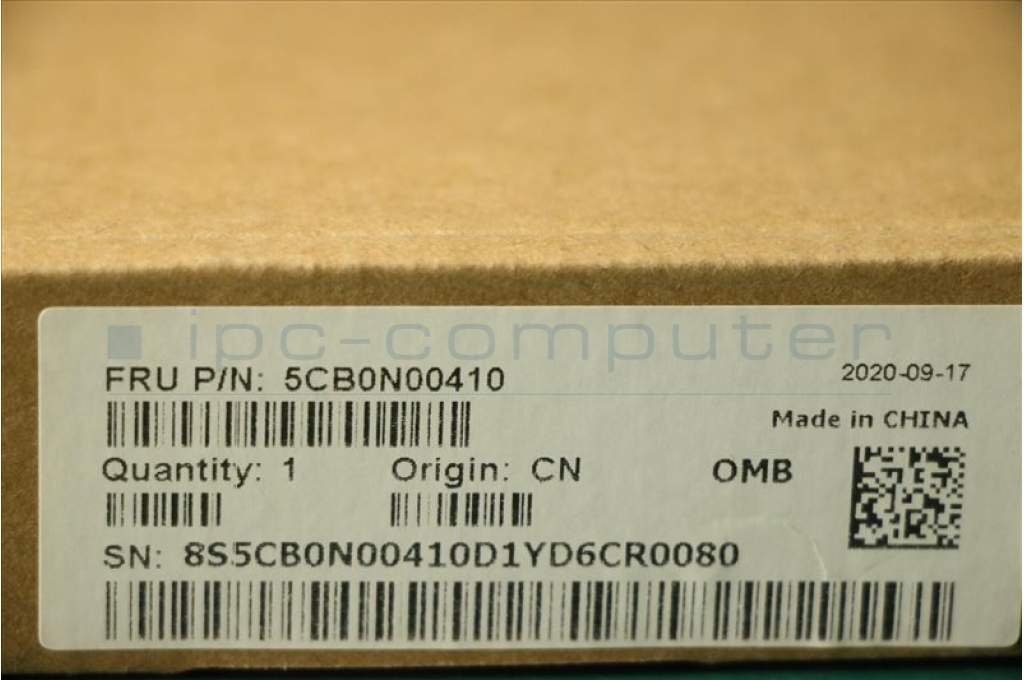 ipc-computer
FRU P/N: 5CB0N00410
2020-09-17
Made in CHINA
Quantity: 1
Origin: CN
OMB
SN: 8S5CB0N00410D1YD6CR0080